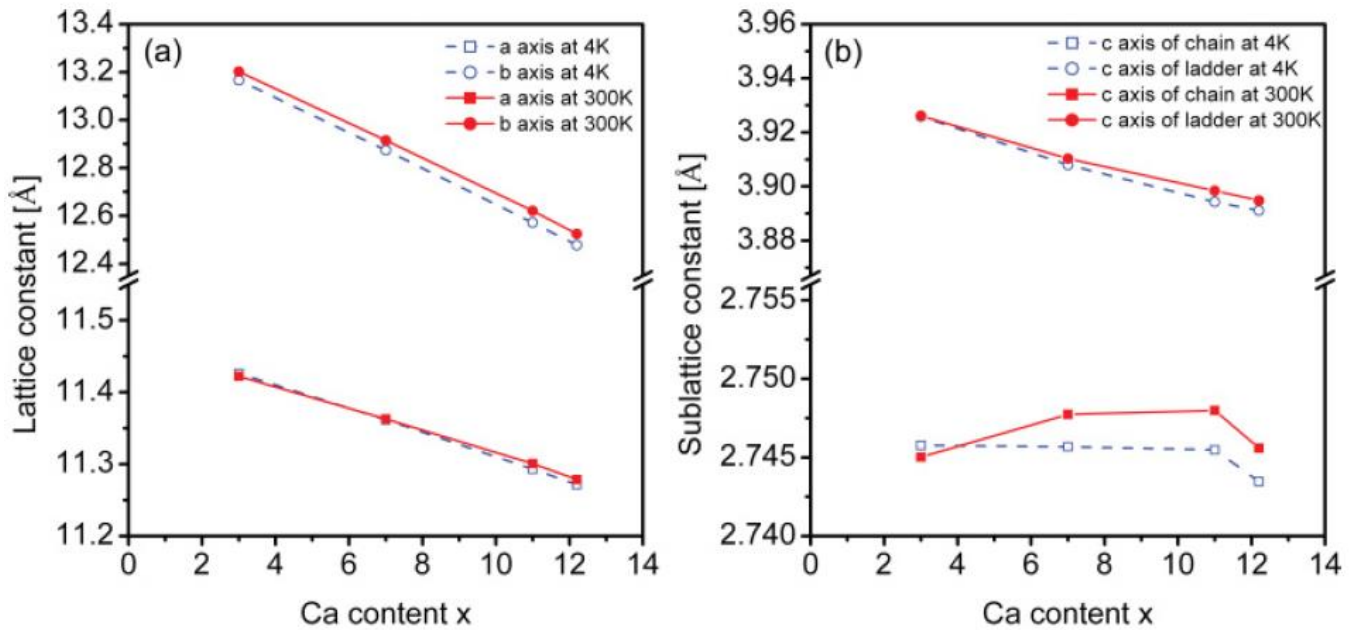 (a)
a axis at 4K
b axis at 4K
a axis at 300K
b axis at 300K
Lattice constant [Å]
13.4
13.2
13.0
12.8
12.6
12.4
11.5
11.4
11.3
11.2
0 2 4 6 8 10 12 14
Ca content x
(b)
c axis of chain at 4K
c axis of ladder at 4K
c axis of chain at 300K
c axis of ladder at 300K
Sublattice constant [Å]
3.96
3.94
3.92
3.90
3.88
2.755
2.750
2.745
2.740
0 2 4 6 8 10 12 14
Ca content x